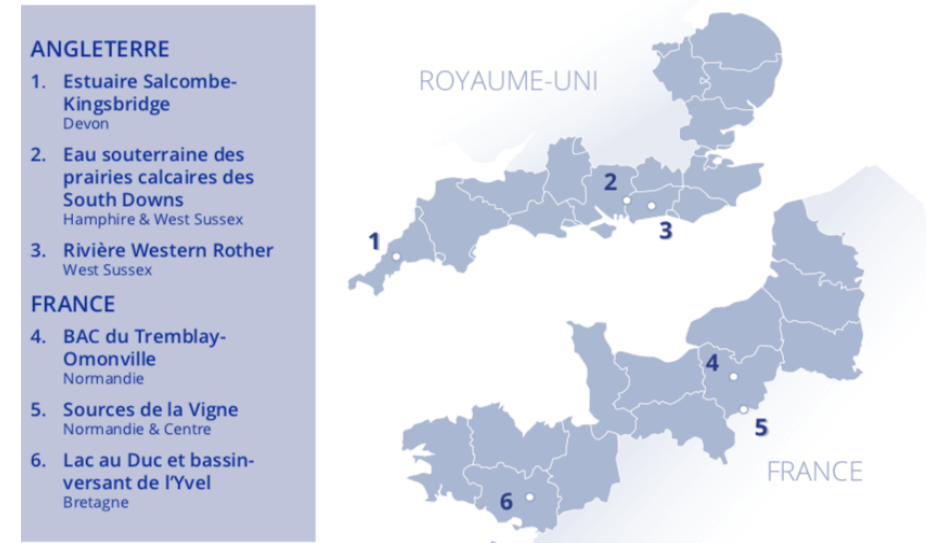 ANGLETERRE
1. Estuaire Salcombe-
Kingsbridge
Devon
2. Eau souterraine des
prairies calcaires des
South Downs
Hamphire & West Sussex
3. Rivière Western Rother
West Sussex
FRANCE
4. BAC du Tremblay-
Omonville
Normandie
5. Sources de la Vigne
Normandie & Centre
6. Lac au Duc et bassin-
versant de l’Yvel
Bretagne
ROYAUME-UNI
2
1
3
4
5
FRANCE
6